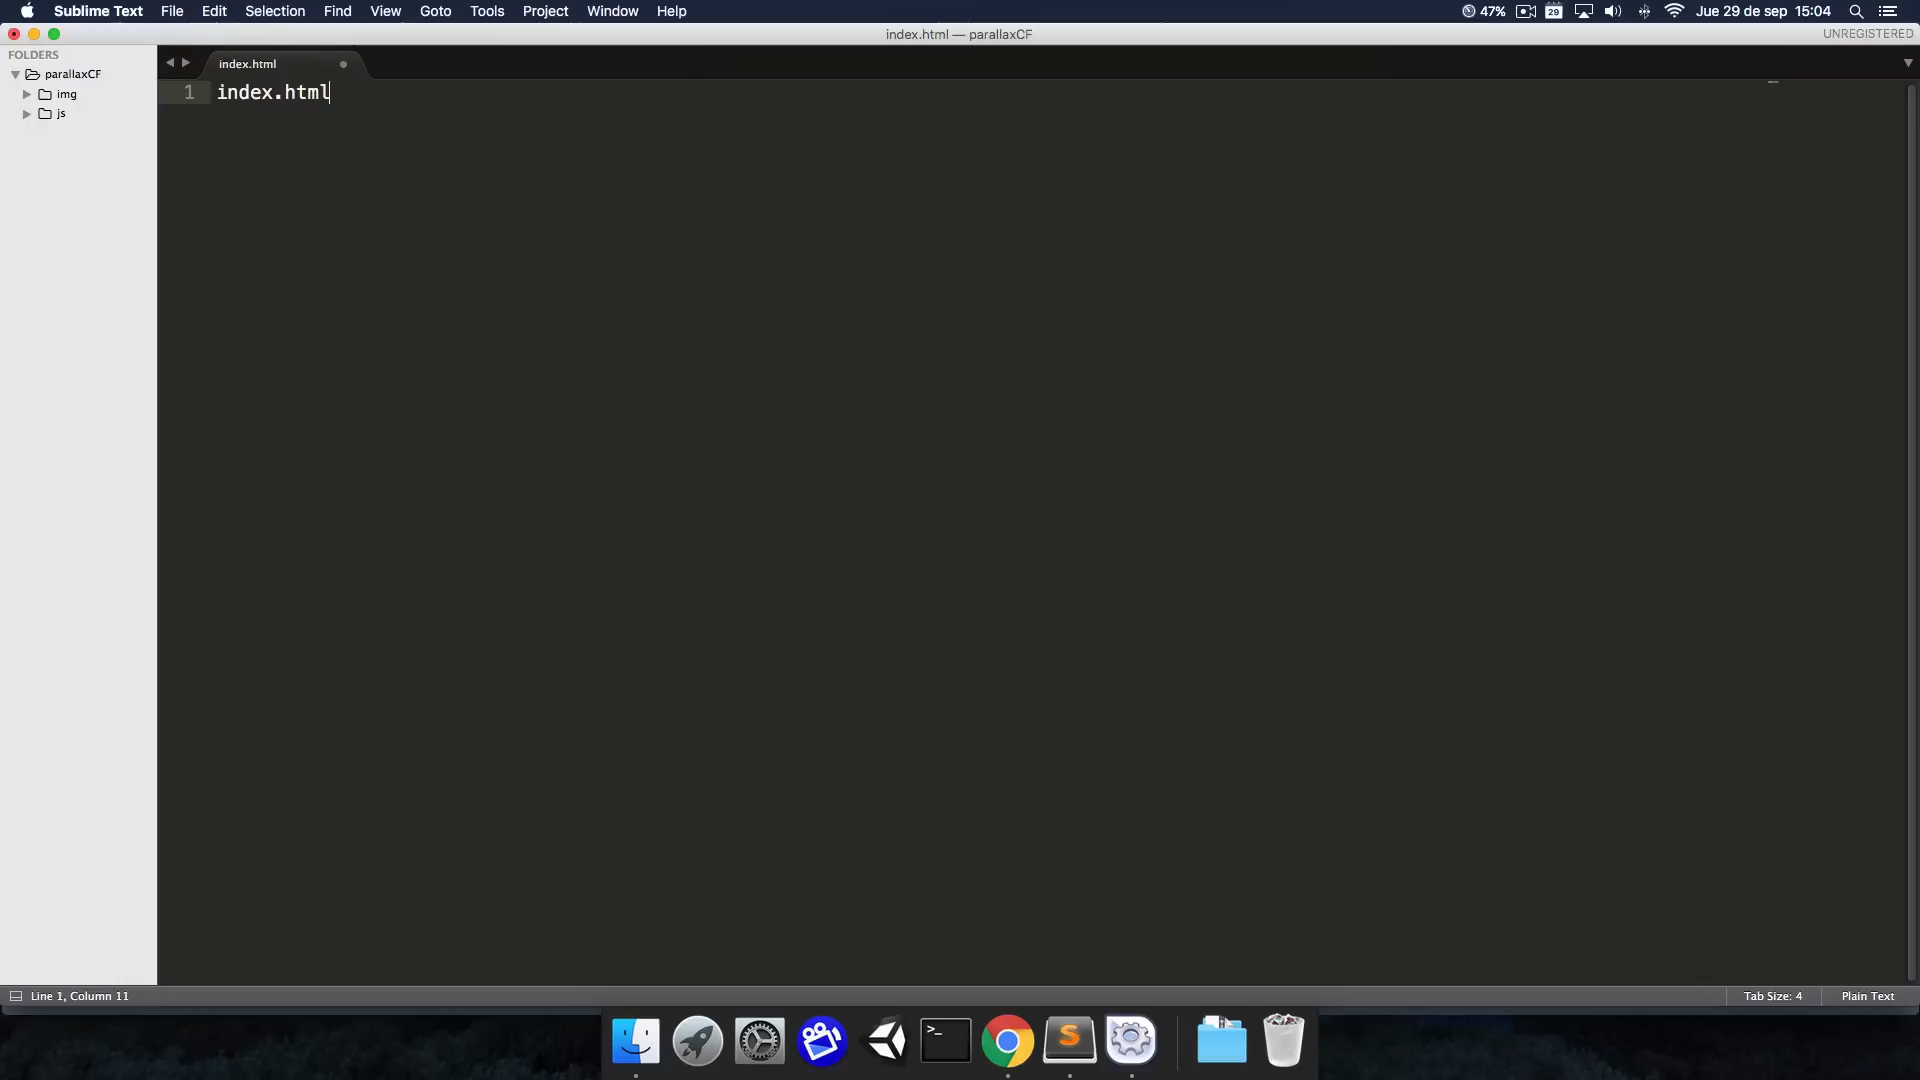 Sublime Text File Edit Selection Find View Goto Tools Project Window Help 47% 29 Jue 29 de sep 15:04
index.html — parallaxCF UNREGISTERED
FOLDERS
parallaxCF
img
js
index.html
1 index.html
Line 1, Column 11 Tab Size: 4 Plain Text
>_
S